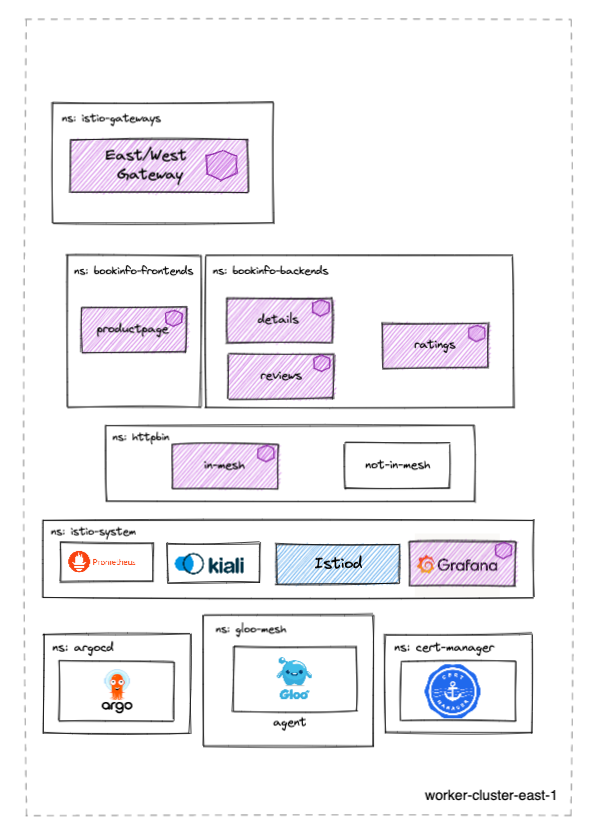 ns: istio-gateways
East/West
Gateway
ns: bookinfo-frontends
productpage
ns: bookinfo-backends
details
reviews
ratings
ns: httpbin
in-mesh
not-in-mesh
ns: istio-system
Prometheus
kiali
Istiod
Grafana
ns: argocd
argo
ns: gloo-mesh
Gloo
agent
ns: cert-manager
CERT
MANAGER
worker-cluster-east-1